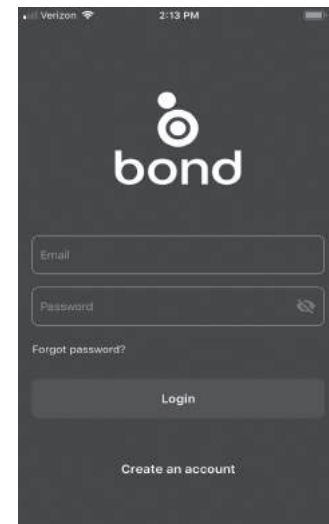 Verizon 2:13 PM
bond
Email
Password
Forgot password?
Login
Create an account